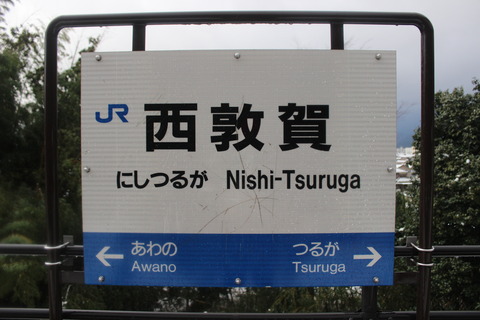 JR 西敦賀
にしつるが Nishi-Tsuruga
← あわの つるが →
Awano Tsuruga